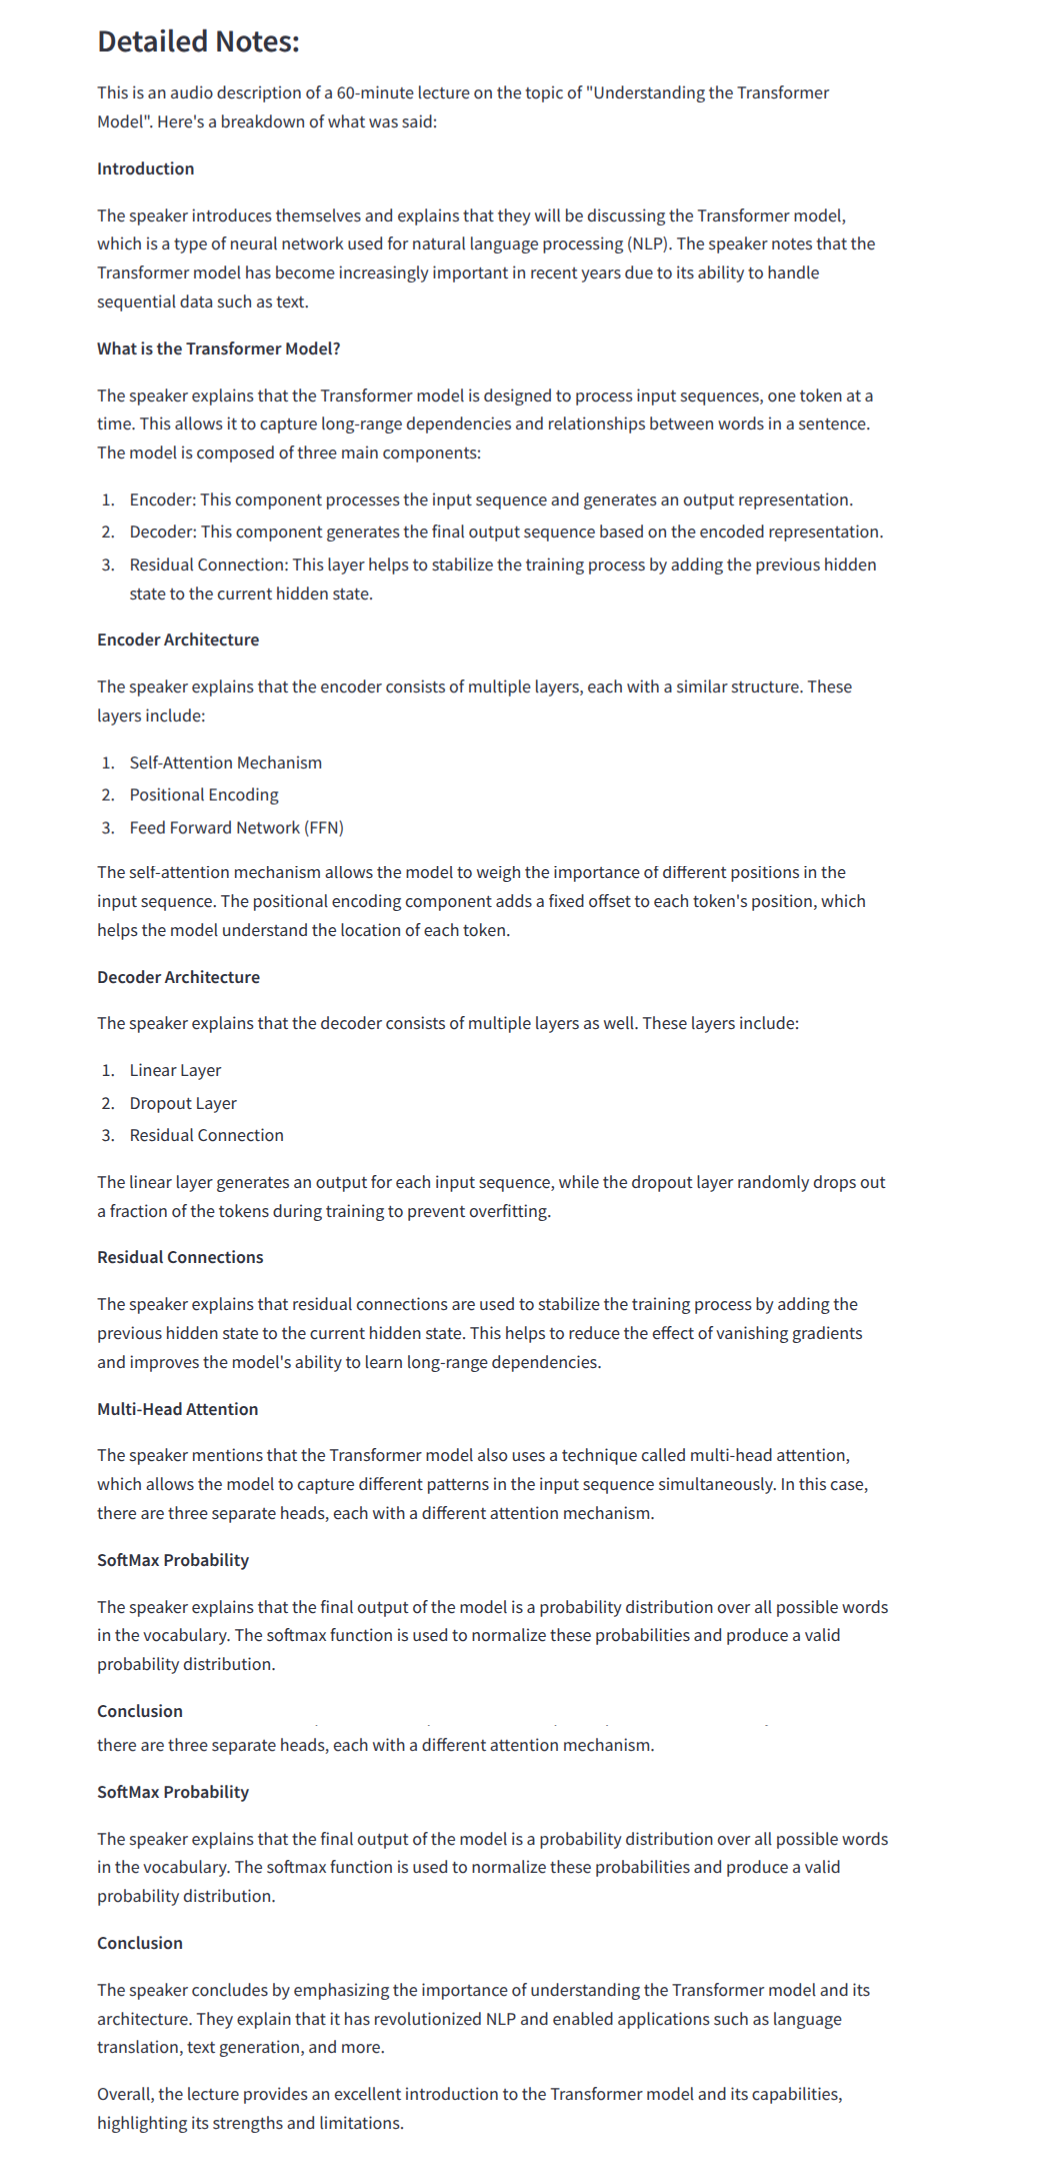 Detailed Notes:
This is an audio description of a 60-minute lecture on the topic of "Understanding the Transformer
Model". Here's a breakdown of what was said:
Introduction
The speaker introduces themselves and explains that they will be discussing the Transformer model,
which is a type of neural network used for natural language processing (NLP). The speaker notes that the
Transformer model has become increasingly important in recent years due to its ability to handle
sequential data such as text.
What is the Transformer Model?
The speaker explains that the Transformer model is designed to process input sequences, one token at a
time. This allows it to capture long-range dependencies and relationships between words in a sentence.
The model is composed of three main components:
1. Encoder: This component processes the input sequence and generates an output representation.
2. Decoder: This component generates the final output sequence based on the encoded representation.
3. Residual Connection: This layer helps to stabilize the training process by adding the previous hidden
state to the current hidden state.
Encoder Architecture
The speaker explains that the encoder consists of multiple layers, each with a similar structure. These
layers include:
1. Self-Attention Mechanism
2. Positional Encoding
3. Feed Forward Network (FFN)
The self-attention mechanism allows the model to weigh the importance of different positions in the
input sequence. The positional encoding component adds a fixed offset to each token's position, which
helps the model understand the location of each token.
Decoder Architecture
The speaker explains that the decoder consists of multiple layers as well. These layers include:
1. Linear Layer
2. Dropout Layer
3. Residual Connection
The linear layer generates an output for each input sequence, while the dropout layer randomly drops out
a fraction of the tokens during training to prevent overfitting.
Residual Connections
The speaker explains that residual connections are used to stabilize the training process by adding the
previous hidden state to the current hidden state. This helps to reduce the effect of vanishing gradients
and improves the model's ability to learn long-range dependencies.
Multi-Head Attention
The speaker mentions that the Transformer model also uses a technique called multi-head attention,
which allows the model to capture different patterns in the input sequence simultaneously. In this case,
there are three separate heads, each with a different attention mechanism.
SoftMax Probability
The speaker explains that the final output of the model is a probability distribution over all possible words
in the vocabulary. The softmax function is used to normalize these probabilities and produce a valid
probability distribution.
Conclusion
there are three separate heads, each with a different attention mechanism.
SoftMax Probability
The speaker explains that the final output of the model is a probability distribution over all possible words
in the vocabulary. The softmax function is used to normalize these probabilities and produce a valid
probability distribution.
Conclusion
The speaker concludes by emphasizing the importance of understanding the Transformer model and its
architecture. They explain that it has revolutionized NLP and enabled applications such as language
translation, text generation, and more.
Overall, the lecture provides an excellent introduction to the Transformer model and its capabilities,
highlighting its strengths and limitations.